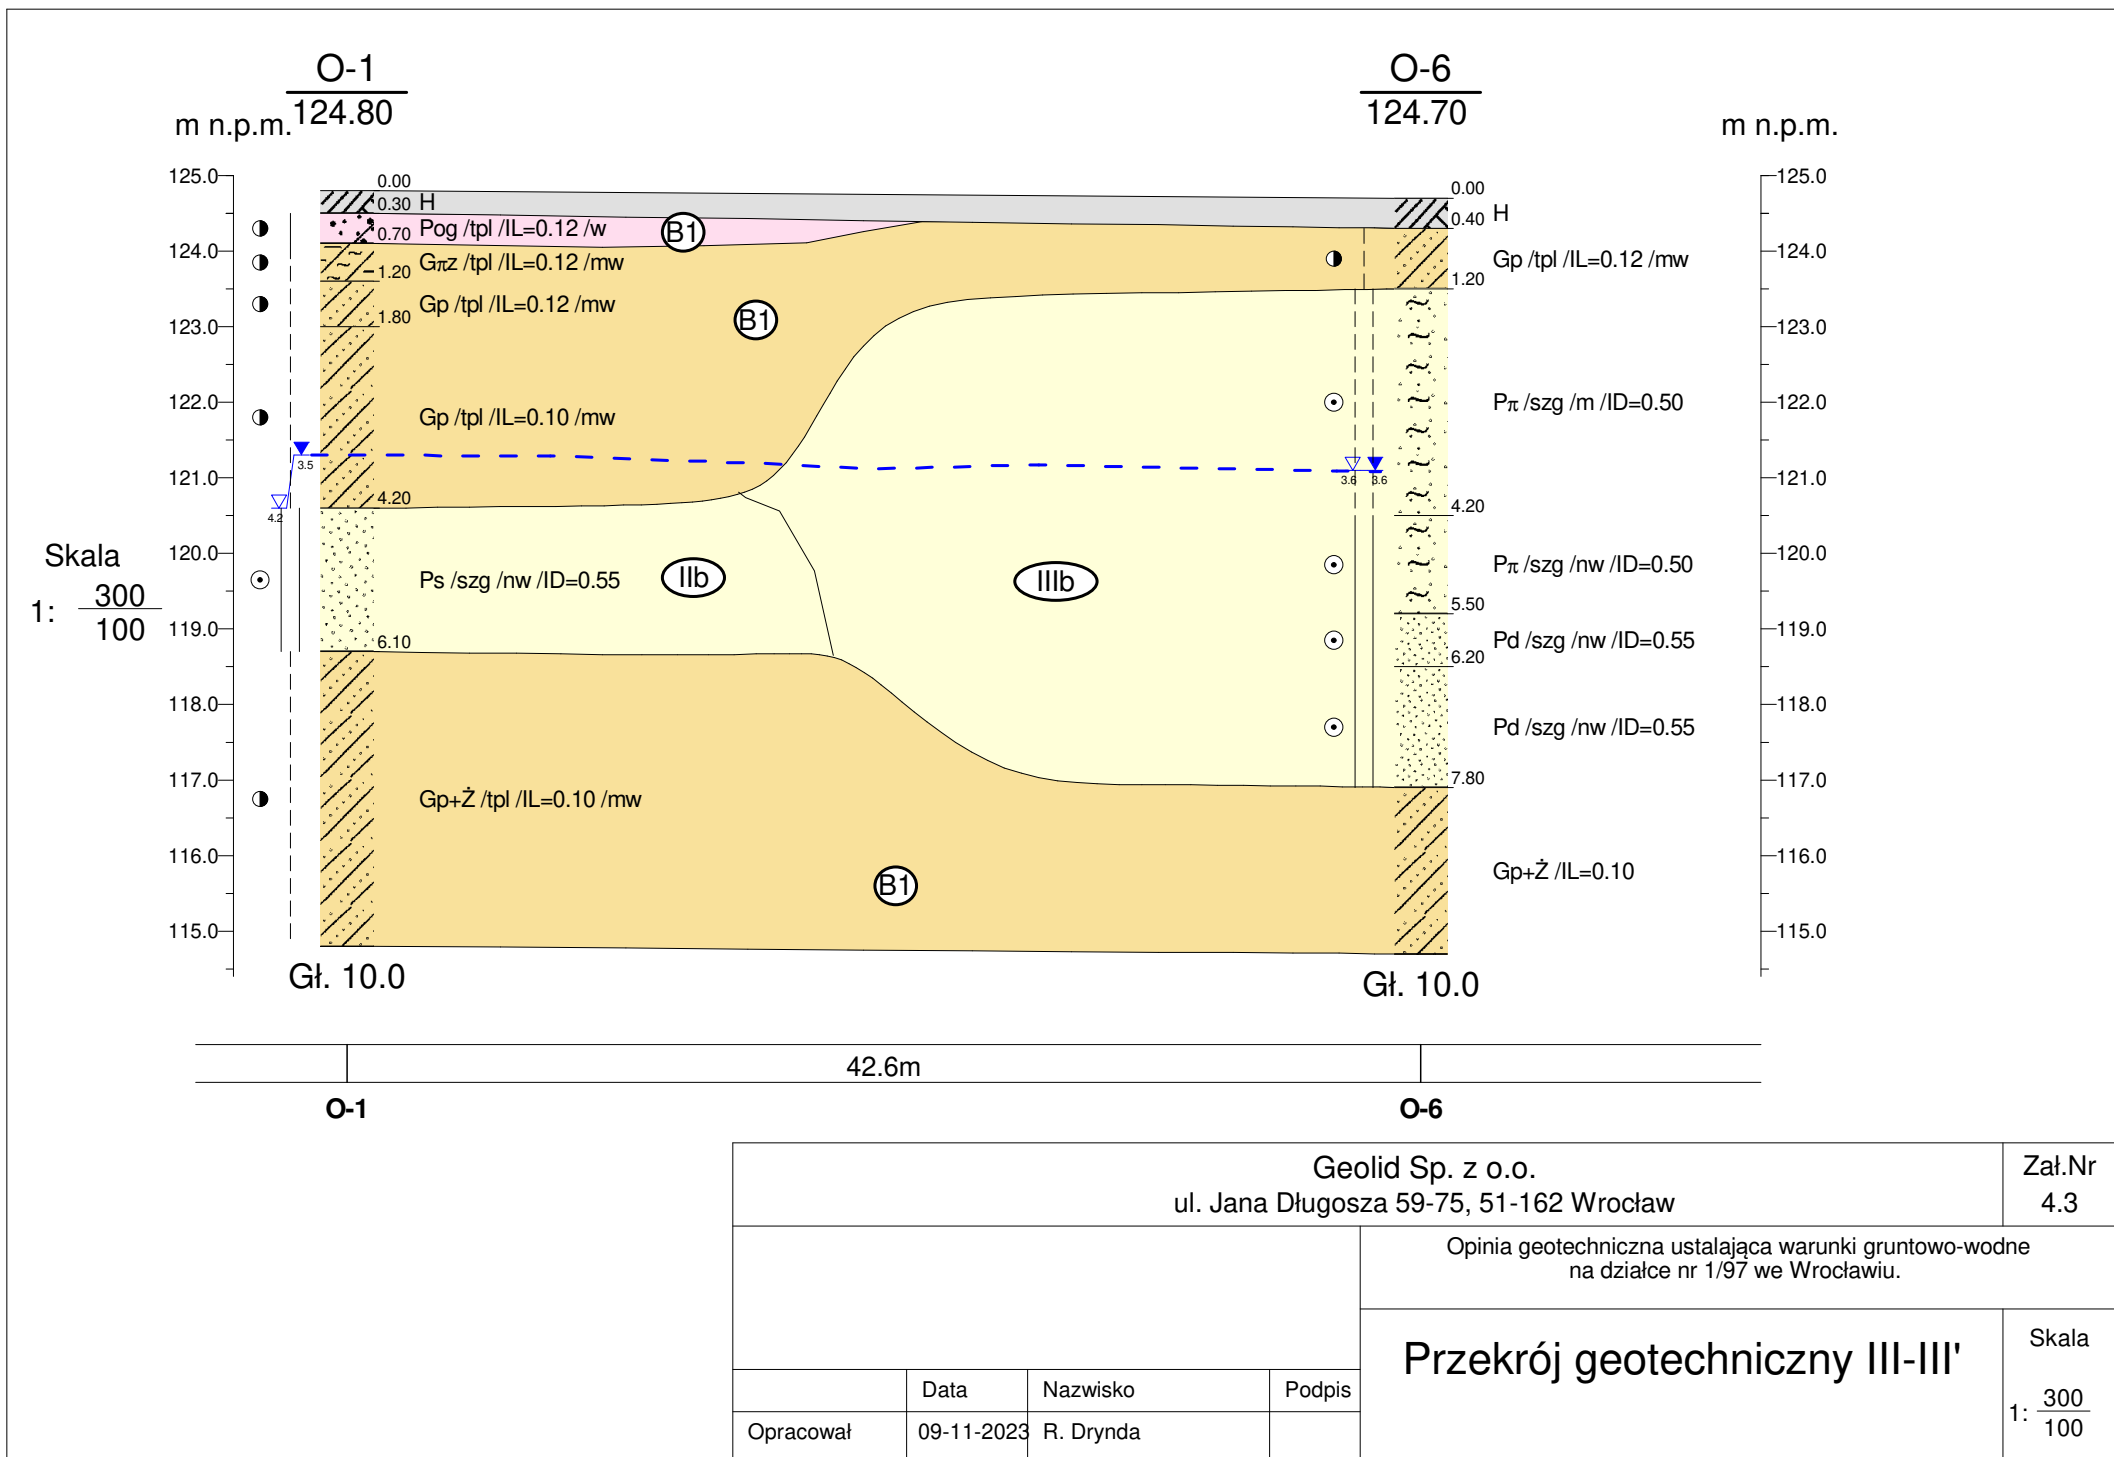 O-1
124.80
O-6
124.70
m n.p.m.
m n.p.m.
125.0
124.0
123.0
122.0
121.0
120.0
119.0
118.0
117.0
116.0
115.0
Skala
1: 300
100
0.00
0.30 H
0.70 Pog /tpl /IL=0.12 /w
1.20 Gπz /tpl /IL=0.12 /mw
Gp /tpl /IL=0.12 /mw
1.80
Gp /tpl /IL=0.10 /mw
3.5
4.20
4.2
Ps /szg /nw /ID=0.55
6.10
Gp+Ż /tpl /IL=0.10 /mw
B1
B1
IIb
IIIb
B1
0.00
0.40 H
Gp /tpl /IL=0.12 /mw
1.20
Pπ /szg /m /ID=0.50
3.6 3.6
4.20
Pπ /szg /nw /ID=0.50
5.50
Pd /szg /nw /ID=0.55
6.20
Pd /szg /nw /ID=0.55
7.80
Gp+Ż /IL=0.10
125.0
124.0
123.0
122.0
121.0
120.0
119.0
118.0
117.0
116.0
115.0
Gł. 10.0
Gł. 10.0
42.6m
O-1
O-6
Geolid Sp. z o.o.
ul. Jana Długosza 59-75, 51-162 Wrocław
Zał.Nr
4.3
Opinia geotechniczna ustalająca warunki gruntowo-wodne
na działce nr 1/97 we Wrocławiu.
Przekrój geotechniczny III-III'
Skala
1: 300
100
Data Nazwisko Podpis
Opracował 09-11-2023 R. Drynda